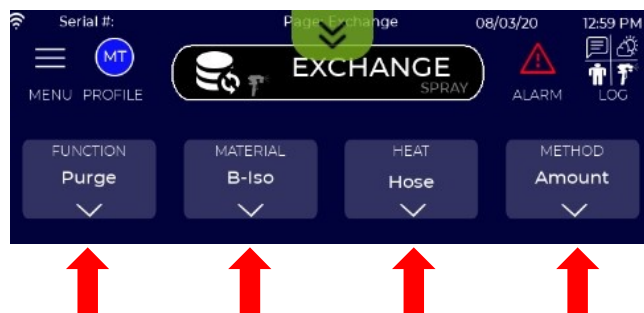 Serial #: Page: Exchange 08/03/20 12:59 PM
MT
EXCHANGE
SPRAY
MENU PROFILE ALARM LOG
FUNCTION MATERIAL HEAT METHOD
Purge B-Iso Hose Amount